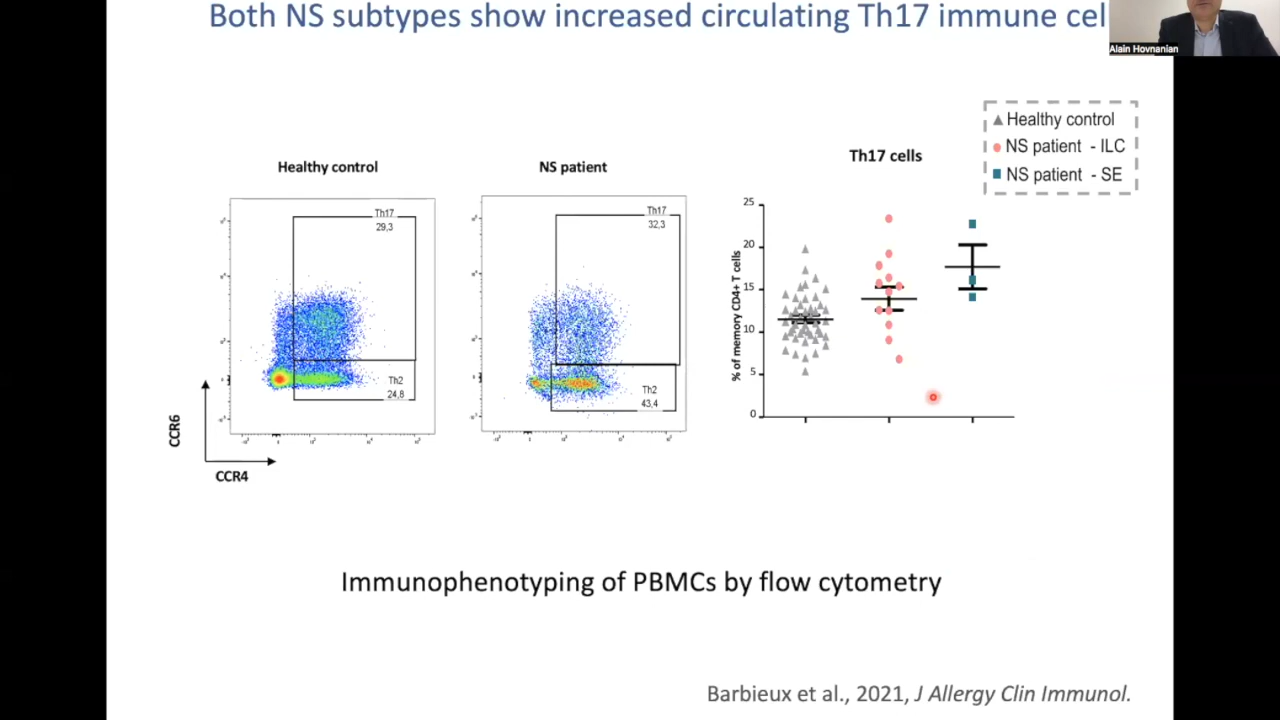 Both NS subtypes show increased circulating Th17 immune cel
Alain Hovnanian
Healthy control
NS patient - ILC
NS patient - SE
Healthy control
NS patient
Th17 cells
Th17
29,3
Th2
24,8
Th17
32,3
Th2
43,4
CCR6
CCR4
% of memory CD4+ T cells
25
20
15
10
5
0
Immunophenotyping of PBMCs by flow cytometry
Barbieux et al., 2021, J Allergy Clin Immunol.